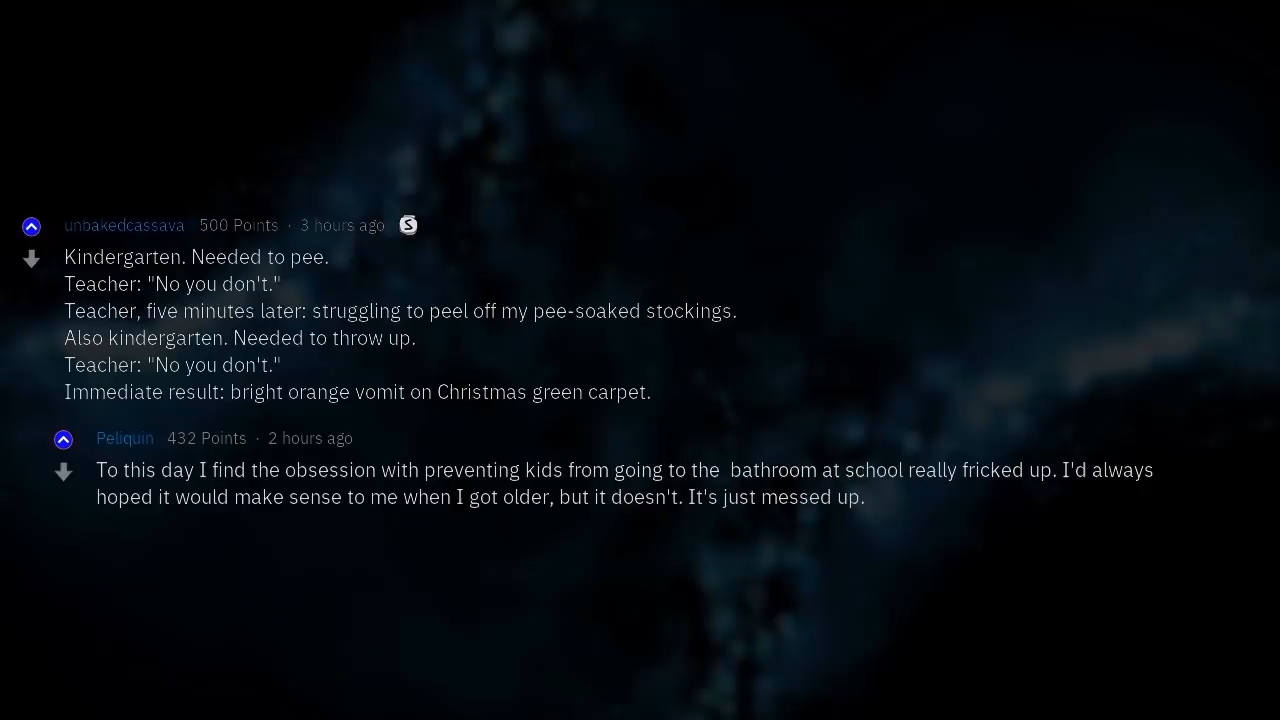 unbakedcassava 500 Points · 3 hours ago S
Kindergarten. Needed to pee.
Teacher: "No you don't."
Teacher, five minutes later: struggling to peel off my pee-soaked stockings.
Also kindergarten. Needed to throw up.
Teacher: "No you don't."
Immediate result: bright orange vomit on Christmas green carpet.
Peliquin 432 Points · 2 hours ago
To this day I find the obsession with preventing kids from going to the  bathroom at school really fricked up. I'd always
hoped it would make sense to me when I got older, but it doesn't. It's just messed up.